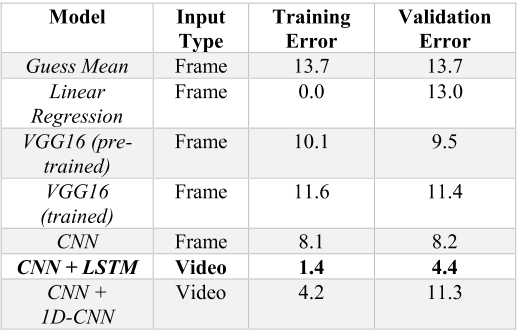 Model Input Type Training Error Validation Error
Guess Mean Frame 13.7 13.7
Linear Regression Frame 0.0 13.0
VGG16 (pre-trained) Frame 10.1 9.5
VGG16 (trained) Frame 11.6 11.4
CNN Frame 8.1 8.2
CNN + LSTM Video 1.4 4.4
CNN + 1D-CNN Video 4.2 11.3